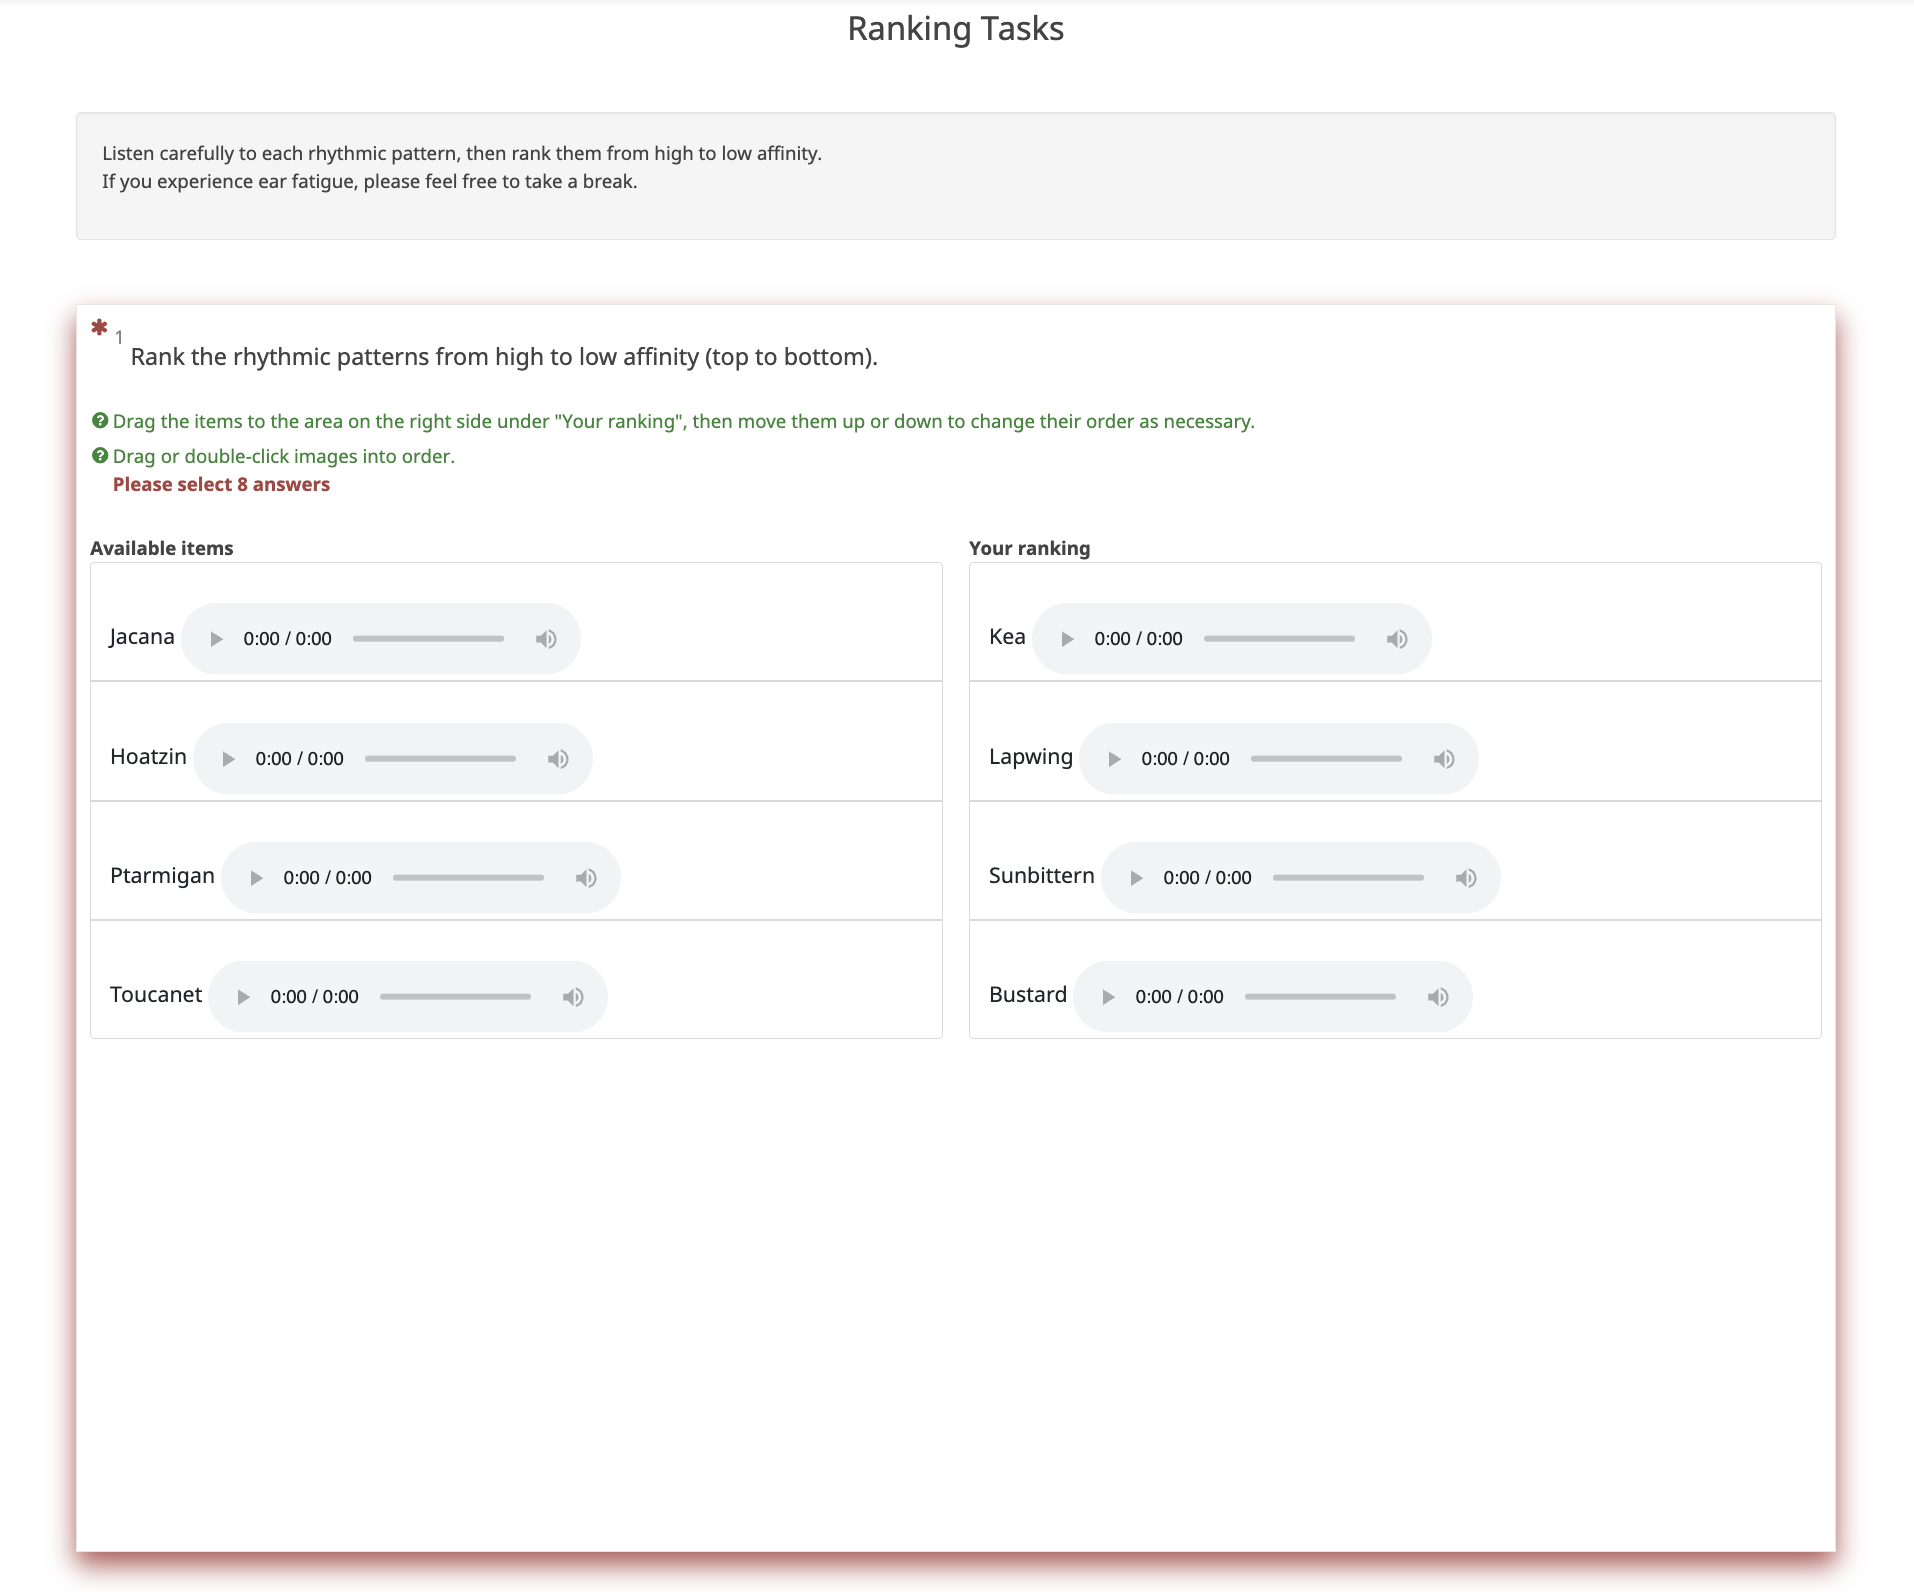 Ranking Tasks
Listen carefully to each rhythmic pattern, then rank them from high to low affinity.
If you experience ear fatigue, please feel free to take a break.
1
Rank the rhythmic patterns from high to low affinity (top to bottom).
Drag the items to the area on the right side under "Your ranking", then move them up or down to change their order as necessary.
Drag or double-click images into order.
Please select 8 answers
Available items
Jacana 0:00 / 0:00
Hoatzin 0:00 / 0:00
Ptarmigan 0:00 / 0:00
Toucanet 0:00 / 0:00
Your ranking
Kea 0:00 / 0:00
Lapwing 0:00 / 0:00
Sunbittern 0:00 / 0:00
Bustard 0:00 / 0:00